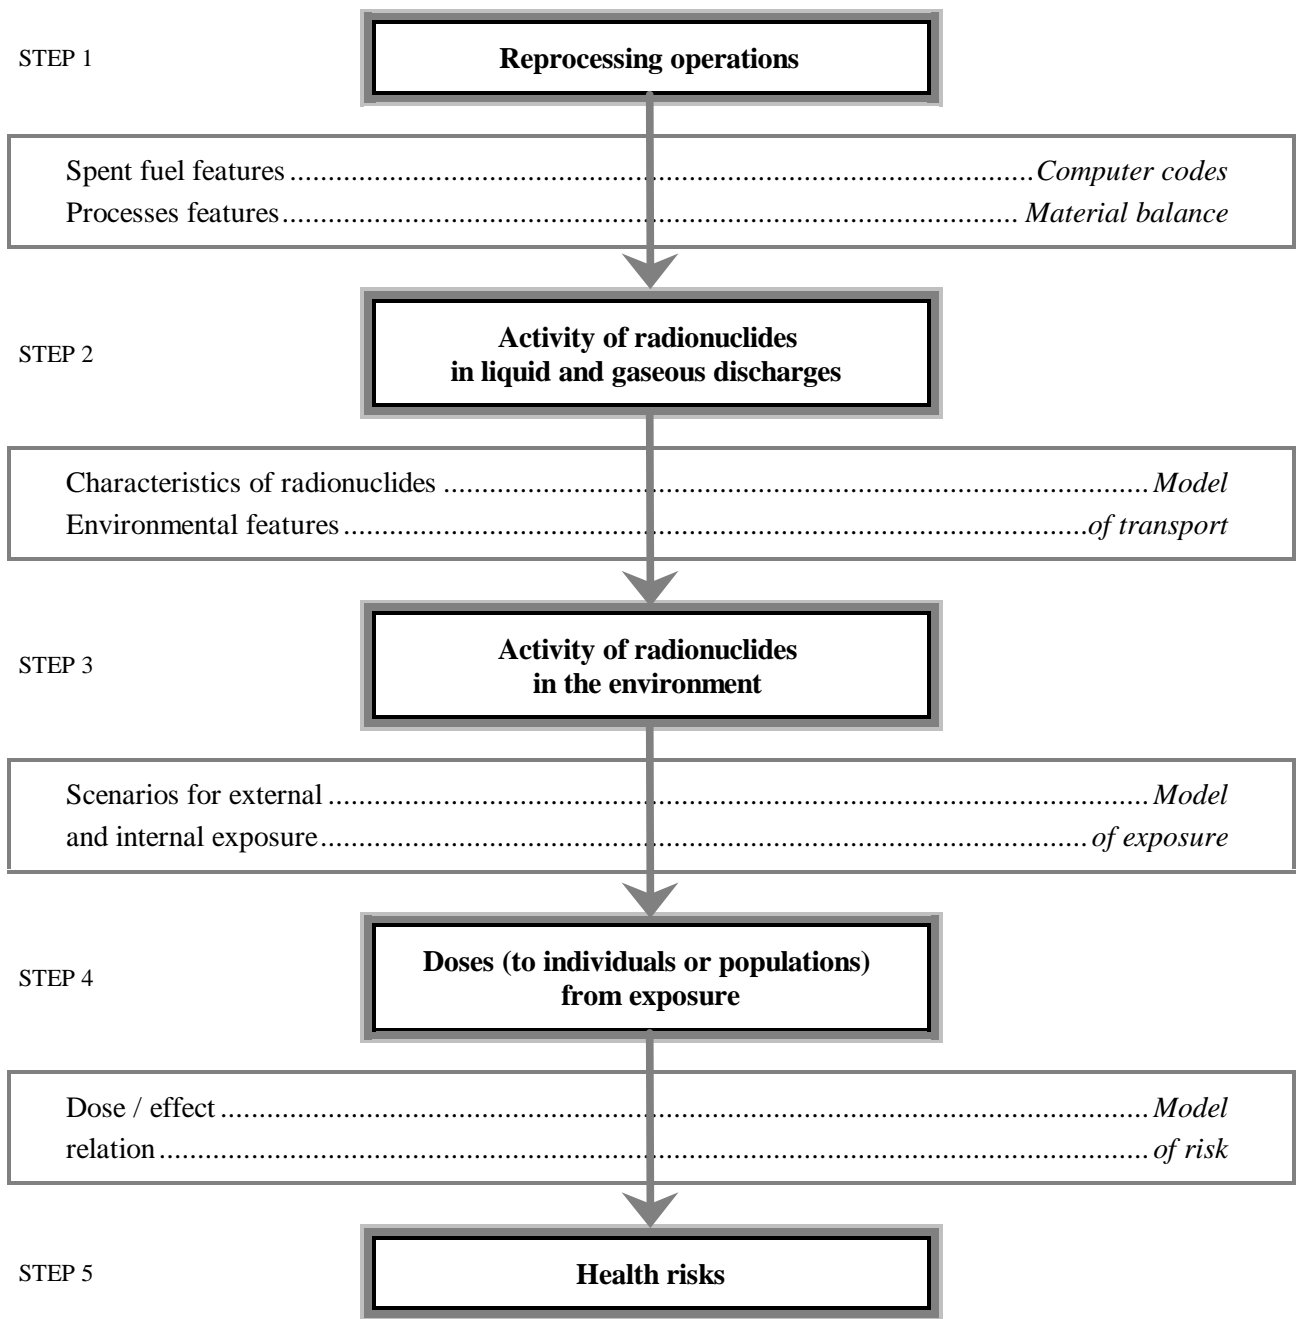 STEP 1
Reprocessing operations
Spent fuel features ........................................ Computer codes
Processes features ........................................ Material balance
STEP 2
Activity of radionuclides
in liquid and gaseous discharges
Characteristics of radionuclides ........................................ Model
Environmental features ........................................ of transport
STEP 3
Activity of radionuclides
in the environment
Scenarios for external ........................................ Model
and internal exposure ........................................ of exposure
STEP 4
Doses (to individuals or populations)
from exposure
Dose / effect ........................................ Model
relation ........................................ of risk
STEP 5
Health risks